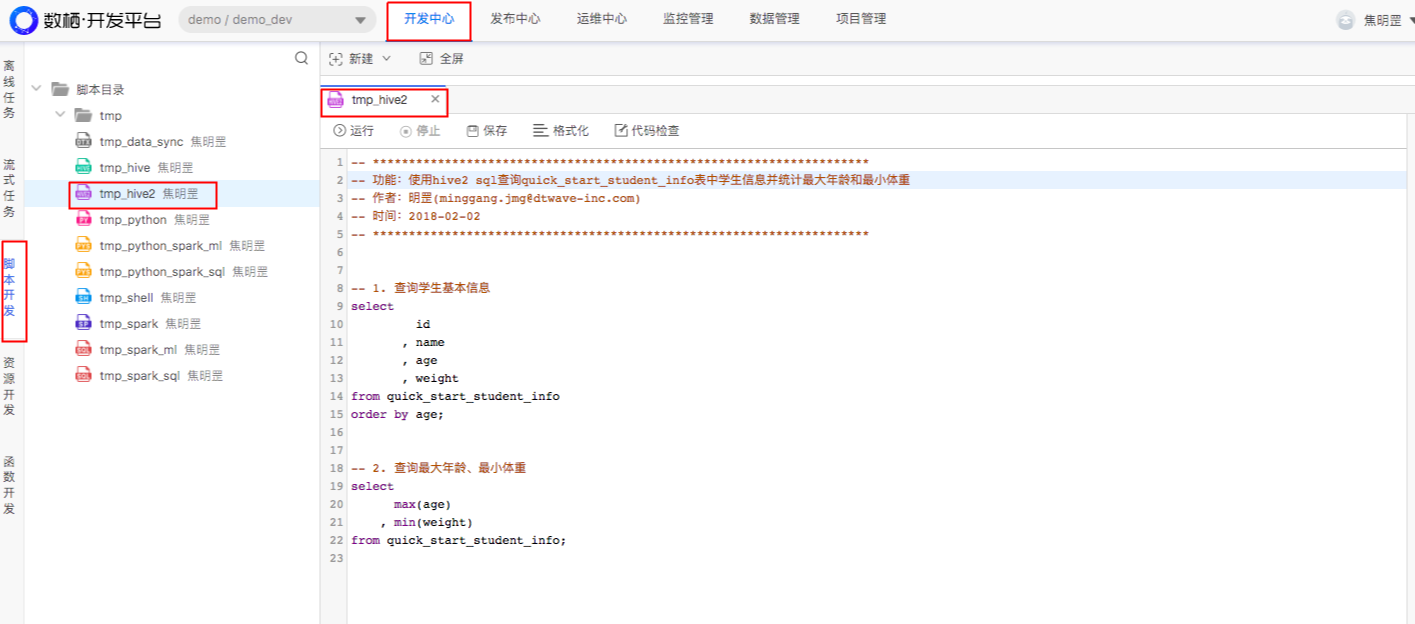 数栖·开发平台 demo / demo_dev 开发中心 发布中心 运维中心 监控管理 数据管理 项目管理 焦明罡
离线任务
流式任务
脚本开发
资源开发
函数开发
脚本目录
tmp
tmp_data_sync 焦明罡
tmp_hive 焦明罡
tmp_hive2 焦明罡
tmp_python 焦明罡
tmp_python_spark_ml 焦明罡
tmp_python_spark_sql 焦明罡
tmp_shell 焦明罡
tmp_spark 焦明罡
tmp_spark_ml 焦明罡
tmp_spark_sql 焦明罡
新建 全屏
tmp_hive2
运行 停止 保存 格式化 代码检查
1 -- *********************************************************************
2 -- 功能：使用hive2 sql查询quick_start_student_info表中学生信息并统计最大年龄和最小体重
3 -- 作者：明罡(minggang.jmg@dtwave-inc.com)
4 -- 时间：2018-02-02
5 -- *********************************************************************
6
7
8 -- 1. 查询学生基本信息
9 select
10 id
11 , name
12 , age
13 , weight
14 from quick_start_student_info
15 order by age;
16
17
18 -- 2. 查询最大年龄、最小体重
19 select
20 max(age)
21 , min(weight)
22 from quick_start_student_info;
23